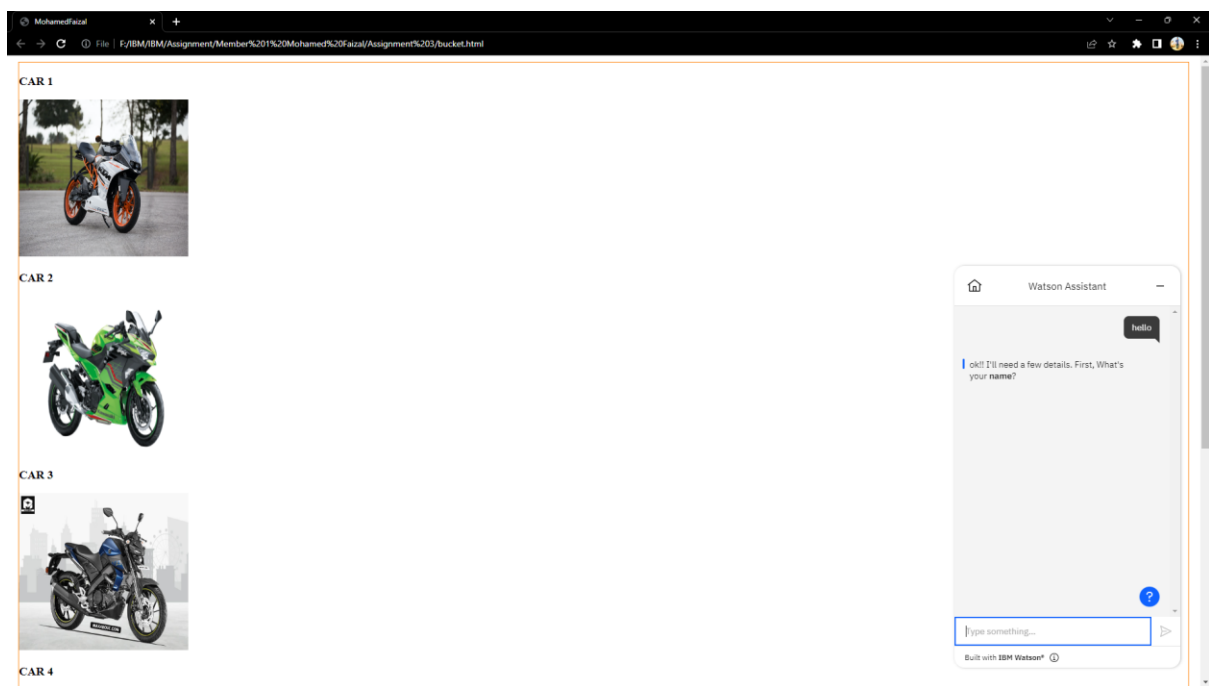 MohamedFaizal
File | F:/IBM/IBM/Assignment/Member%201%20Mohamed%20Faizal/Assignment%203/bucket.html
CAR 1
CAR 2
CAR 3
CAR 4
Watson Assistant
hello
ok!! I'll need a few details. First, What's
your name?
?
Type something...
Built with IBM Watson®